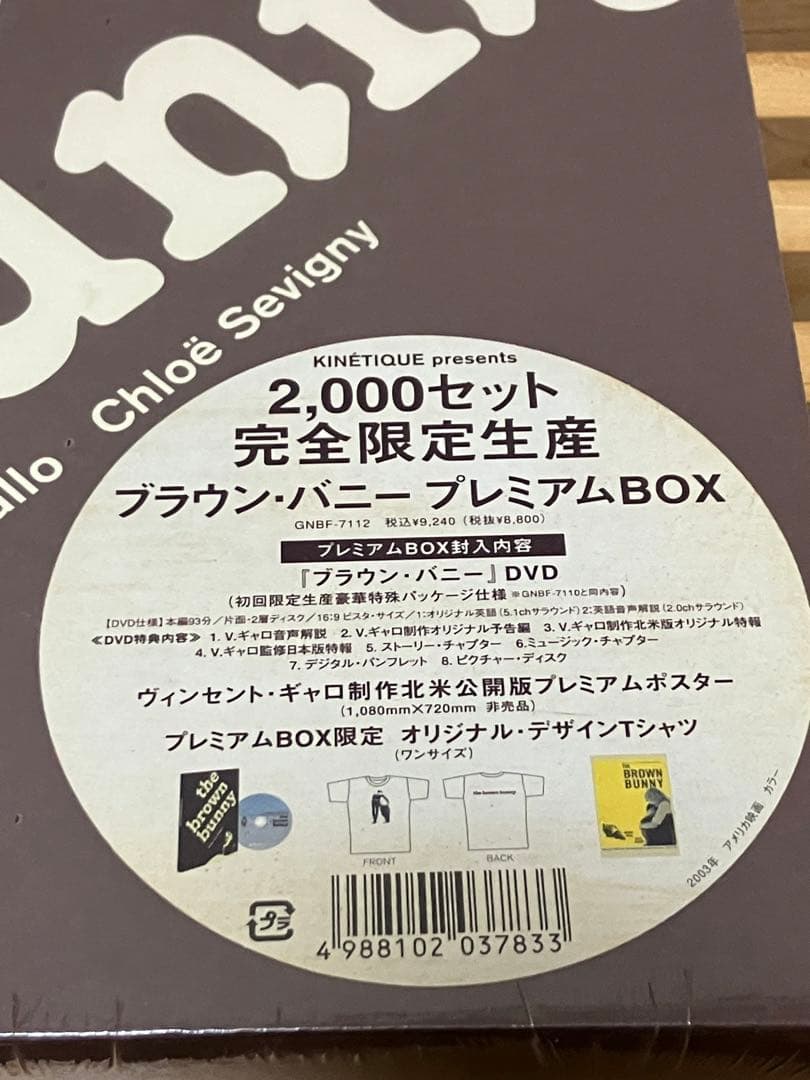 unn
allo Chloë Sevigny
KINÉTIQUE presents
2,000セット
完全限定生産
ブラウン・バニー プレミアムBOX
GNBF-7112 税込¥9,240（税抜¥8,800）
プレミアムBOX封入内容
『ブラウン・バニー』DVD
（初回限定生産豪華特殊パッケージ仕様 ※GNBF-7110と同内容）
【DVD仕様】本編93分／片面・2層ディスク／16:9 ビスタ・サイズ／1:オリジナル英語（5.1chサラウンド）2:英語音声解説（2.0chサラウンド）
≪DVD特典内容≫ 1. V.ギャロ音声解説 2. V.ギャロ制作オリジナル予告編 3. V.ギャロ制作北米版オリジナル特報
4. V.ギャロ監修日本版特報 5. ストーリー・チャプター 6.ミュージック・チャプター
7. デジタル・パンフレット 8. ピクチャー・ディスク
ヴィンセント・ギャロ制作北米公開版プレミアムポスター
（1,080mm×720mm 非売品）
プレミアムBOX限定 オリジナル・デザインTシャツ
（ワンサイズ）
the
brown
bunny
the brown bunny
THE
BROWN
BUNNY
FRONT
BACK
2003年 アメリカ映画 カラー
プラ
4 988102 037833